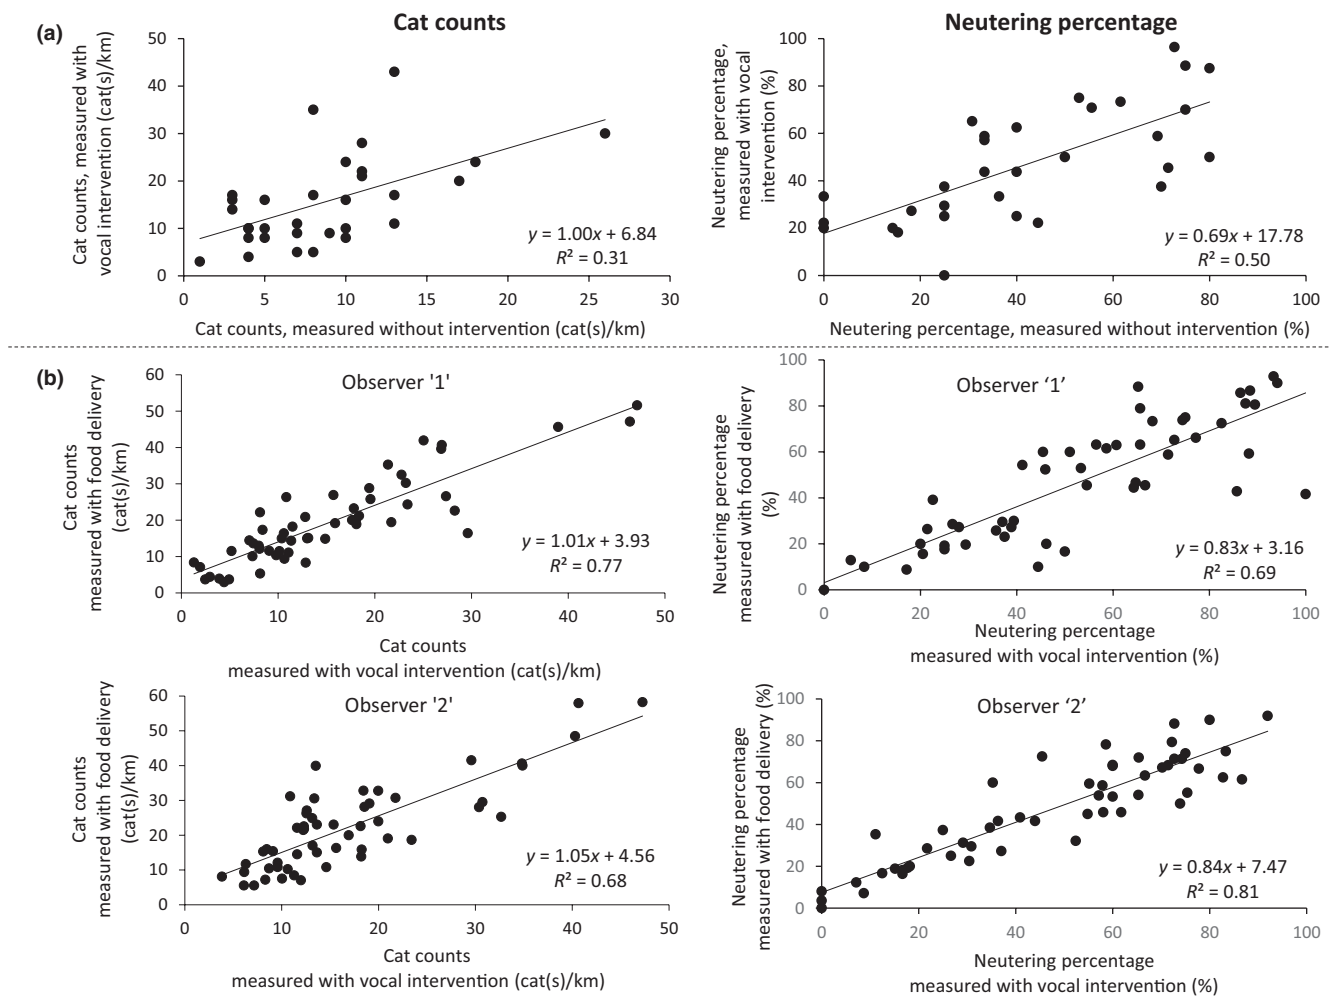 (a)
Cat counts
Cat counts, measured with
vocal intervention (cat(s)/km)
50
40
30
20
10
0
y = 1.00x + 6.84
R² = 0.31
0 5 10 15 20 25 30
Cat counts, measured without intervention (cat(s)/km)
Neutering percentage
Neutering percentage,
measured with vocal
intervention (%)
100
80
60
40
20
0
y = 0.69x + 17.78
R² = 0.50
0 20 40 60 80 100
Neutering percentage, measured without intervention (%)
(b)
Observer '1'
Cat counts
measured with food delivery
(cat(s)/km)
60
50
40
30
20
10
0
y = 1.01x + 3.93
R² = 0.77
0 10 20 30 40 50
Cat counts
measured with vocal intervention (cat(s)/km)
Observer ‘1’
Neutering percentage
measured with food delivery
(%)
100
80
60
40
20
0
y = 0.83x + 3.16
R² = 0.69
0 20 40 60 80 100
Neutering percentage
measured with vocal intervention (%)
Observer '2'
Cat counts
measured with food delivery
(cat(s)/km)
60
50
40
30
20
10
0
y = 1.05x + 4.56
R² = 0.68
0 10 20 30 40 50
Cat counts
measured with vocal intervention (cat(s)/km)
Observer ‘2’
Neutering percentage
measured with food delivery (%)
100
80
60
40
20
0
y = 0.84x + 7.47
R² = 0.81
0 20 40 60 80 100
Neutering percentage
measured with vocal intervention (%)